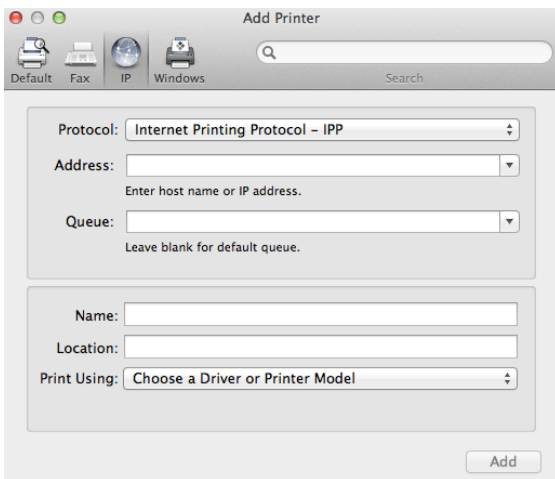 Add Printer
Default Fax IP Windows
Search
Protocol: Internet Printing Protocol – IPP
Address:
Enter host name or IP address.
Queue:
Leave blank for default queue.
Name:
Location:
Print Using: Choose a Driver or Printer Model
Add